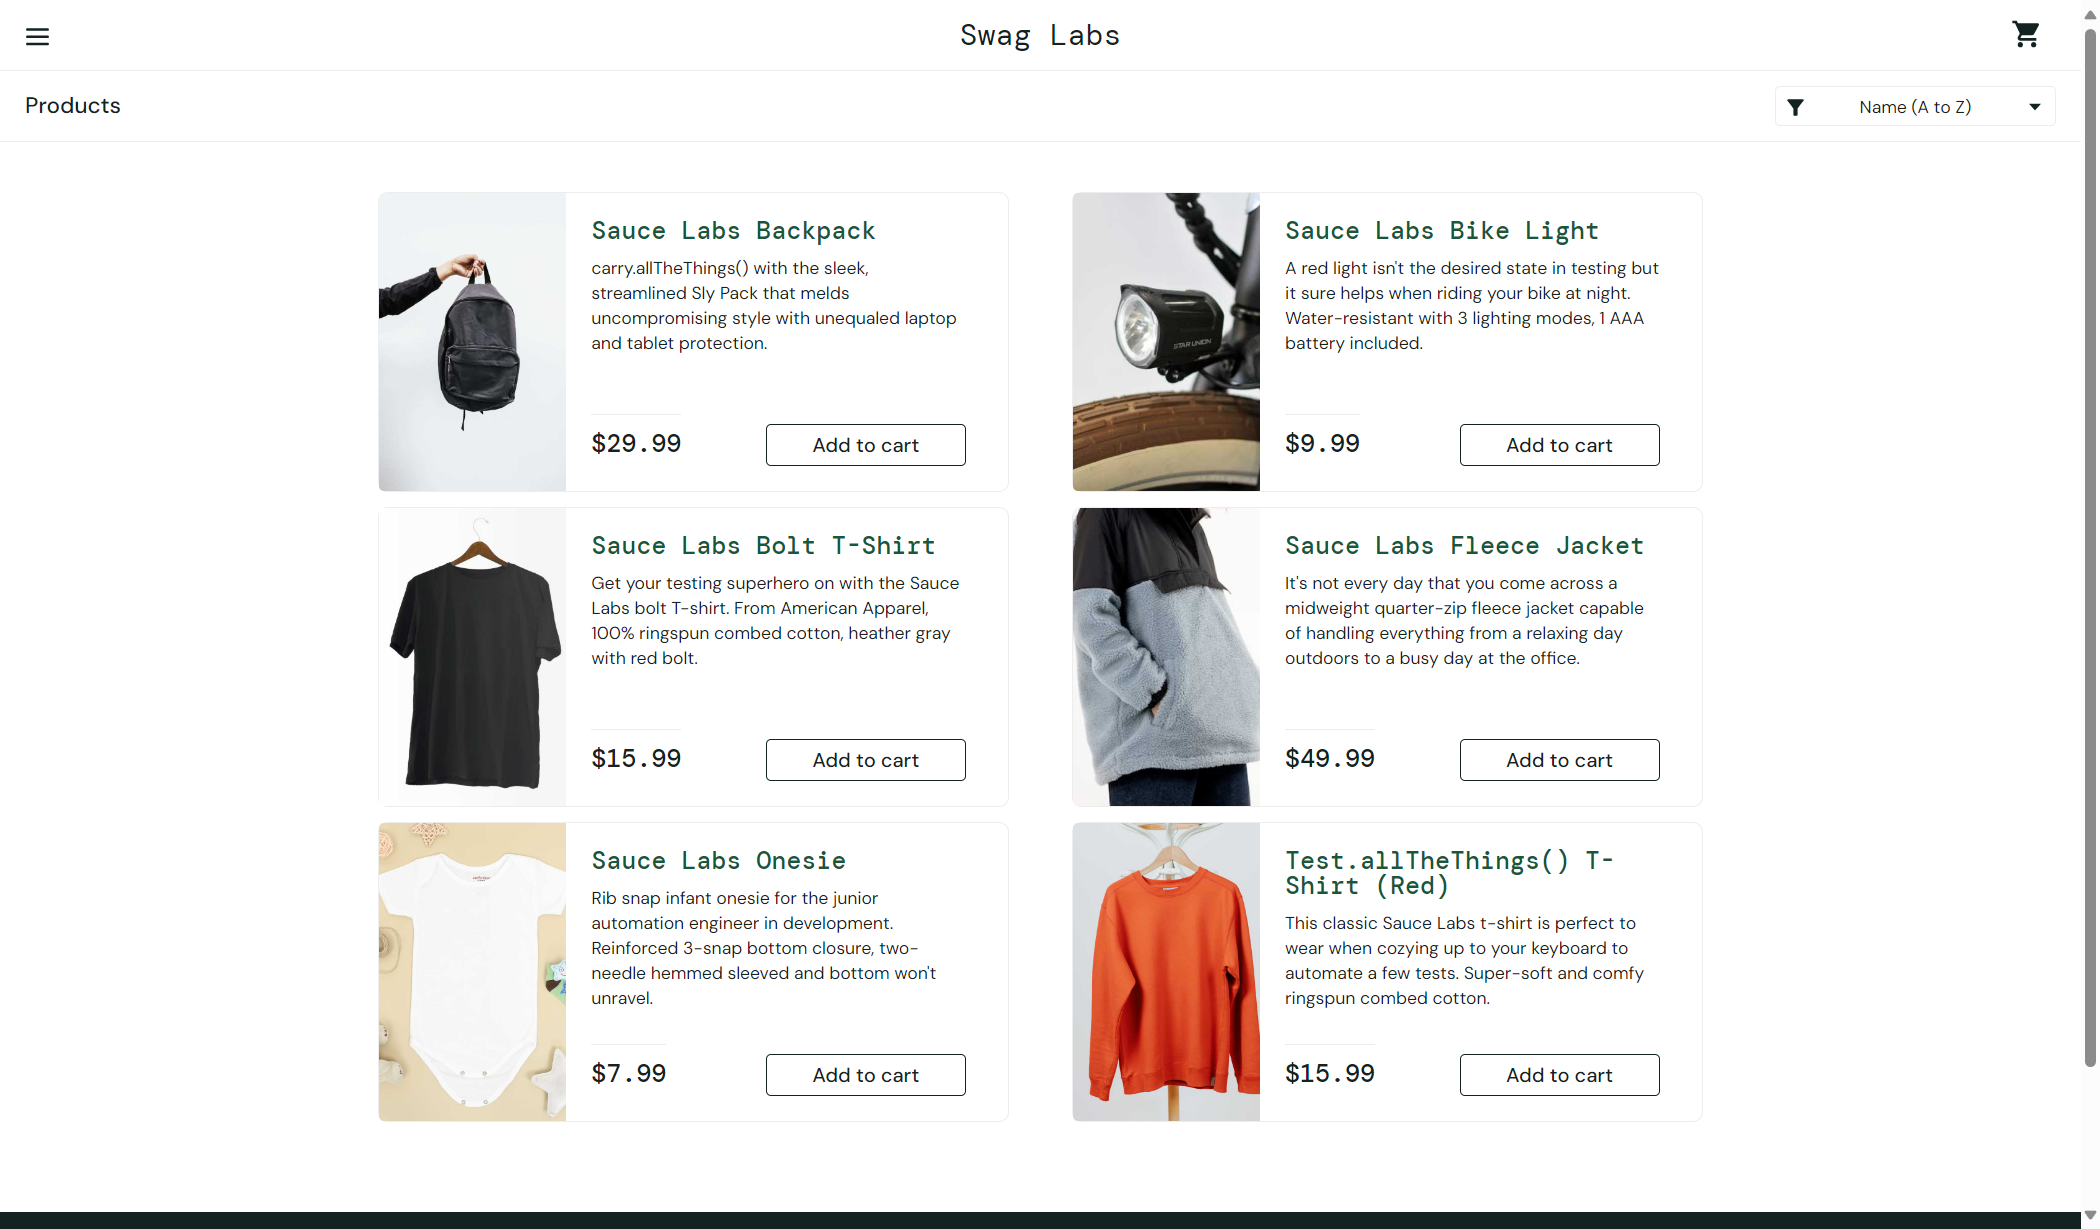 Swag Labs
Products
Name (A to Z)
Sauce Labs Backpack
carry.allTheThings() with the sleek,
streamlined Sly Pack that melds
uncompromising style with unequaled laptop
and tablet protection.
$29.99
Add to cart
STAR UNION
Sauce Labs Bike Light
A red light isn't the desired state in testing but
it sure helps when riding your bike at night.
Water-resistant with 3 lighting modes, 1 AAA
battery included.
$9.99
Add to cart
Sauce Labs Bolt T-Shirt
Get your testing superhero on with the Sauce
Labs bolt T-shirt. From American Apparel,
100% ringspun combed cotton, heather gray
with red bolt.
$15.99
Add to cart
Sauce Labs Fleece Jacket
It's not every day that you come across a
midweight quarter-zip fleece jacket capable
of handling everything from a relaxing day
outdoors to a busy day at the office.
$49.99
Add to cart
Sauce Labs Onesie
Rib snap infant onesie for the junior
automation engineer in development.
Reinforced 3-snap bottom closure, two-
needle hemmed sleeved and bottom won't
unravel.
$7.99
Add to cart
Test.allTheThings() T-
Shirt (Red)
This classic Sauce Labs t-shirt is perfect to
wear when cozying up to your keyboard to
automate a few tests. Super-soft and comfy
ringspun combed cotton.
$15.99
Add to cart